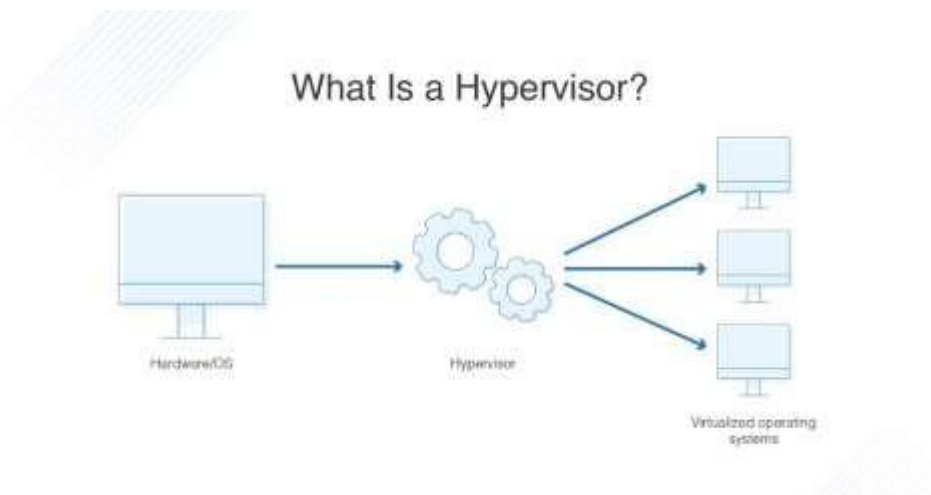 What Is a Hypervisor?
Hardware/OS
Hypervisor
Virtualized operating
systems